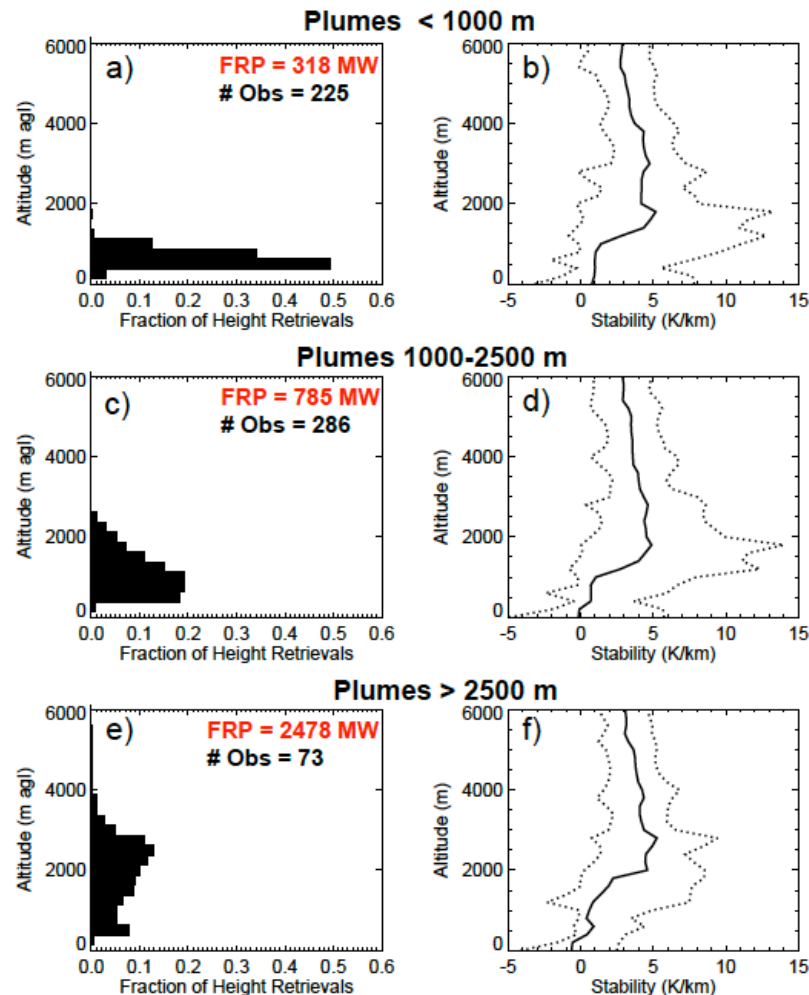 Plumes < 1000 m
a)
FRP = 318 MW
# Obs = 225
6000
4000
2000
0
Altitude (m agl)
0.0 0.1 0.2 0.3 0.4 0.5 0.6
Fraction of Height Retrievals
b)
6000
4000
2000
0
Altitude (m)
-5 0 5 10 15
Stability (K/km)
Plumes 1000-2500 m
c)
FRP = 785 MW
# Obs = 286
6000
4000
2000
0
Altitude (m agl)
0.0 0.1 0.2 0.3 0.4 0.5 0.6
Fraction of Height Retrievals
d)
6000
4000
2000
0
Altitude (m)
-5 0 5 10 15
Stability (K/km)
Plumes > 2500 m
e)
FRP = 2478 MW
# Obs = 73
6000
4000
2000
0
Altitude (m agl)
0.0 0.1 0.2 0.3 0.4 0.5 0.6
Fraction of Height Retrievals
f)
6000
4000
2000
0
Altitude (m)
-5 0 5 10 15
Stability (K/km)